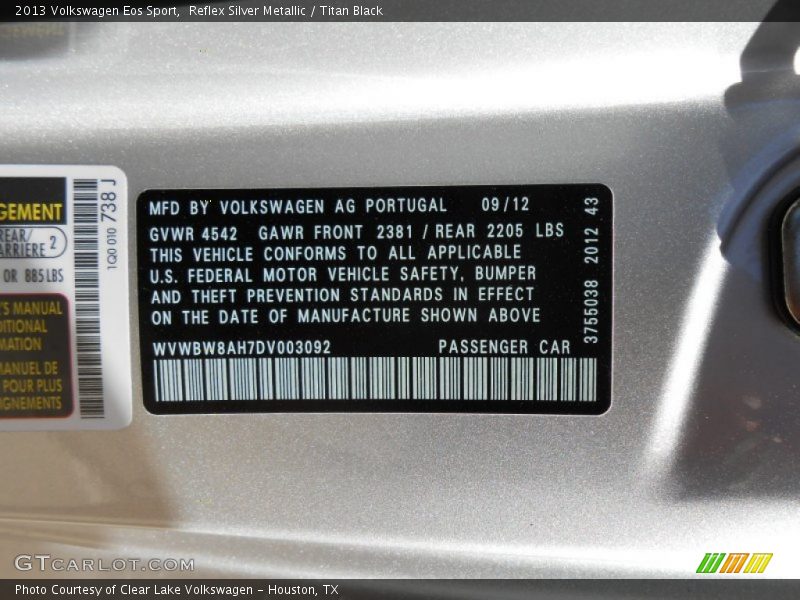 2013 Volkswagen Eos Sport,  Reflex Silver Metallic / Titan Black
GEMENT
REAR/
ARRIERE 2
OR 885 LBS
'S MANUAL
DITIONAL
MATION
MANUEL DE
POUR PLUS
IGNEMENTS
1Q0 010 738 J
MFD BY VOLKSWAGEN AG PORTUGAL 09/12
GVWR 4542 GAWR FRONT 2381 / REAR 2205 LBS
THIS VEHICLE CONFORMS TO ALL APPLICABLE
U.S. FEDERAL MOTOR VEHICLE SAFETY, BUMPER
AND THEFT PREVENTION STANDARDS IN EFFECT
ON THE DATE OF MANUFACTURE SHOWN ABOVE
WVWBW8AH7DV003092 PASSENGER CAR
3755038 2012 43
GTCARLOT.COM
Photo Courtesy of Clear Lake Volkswagen - Houston, TX